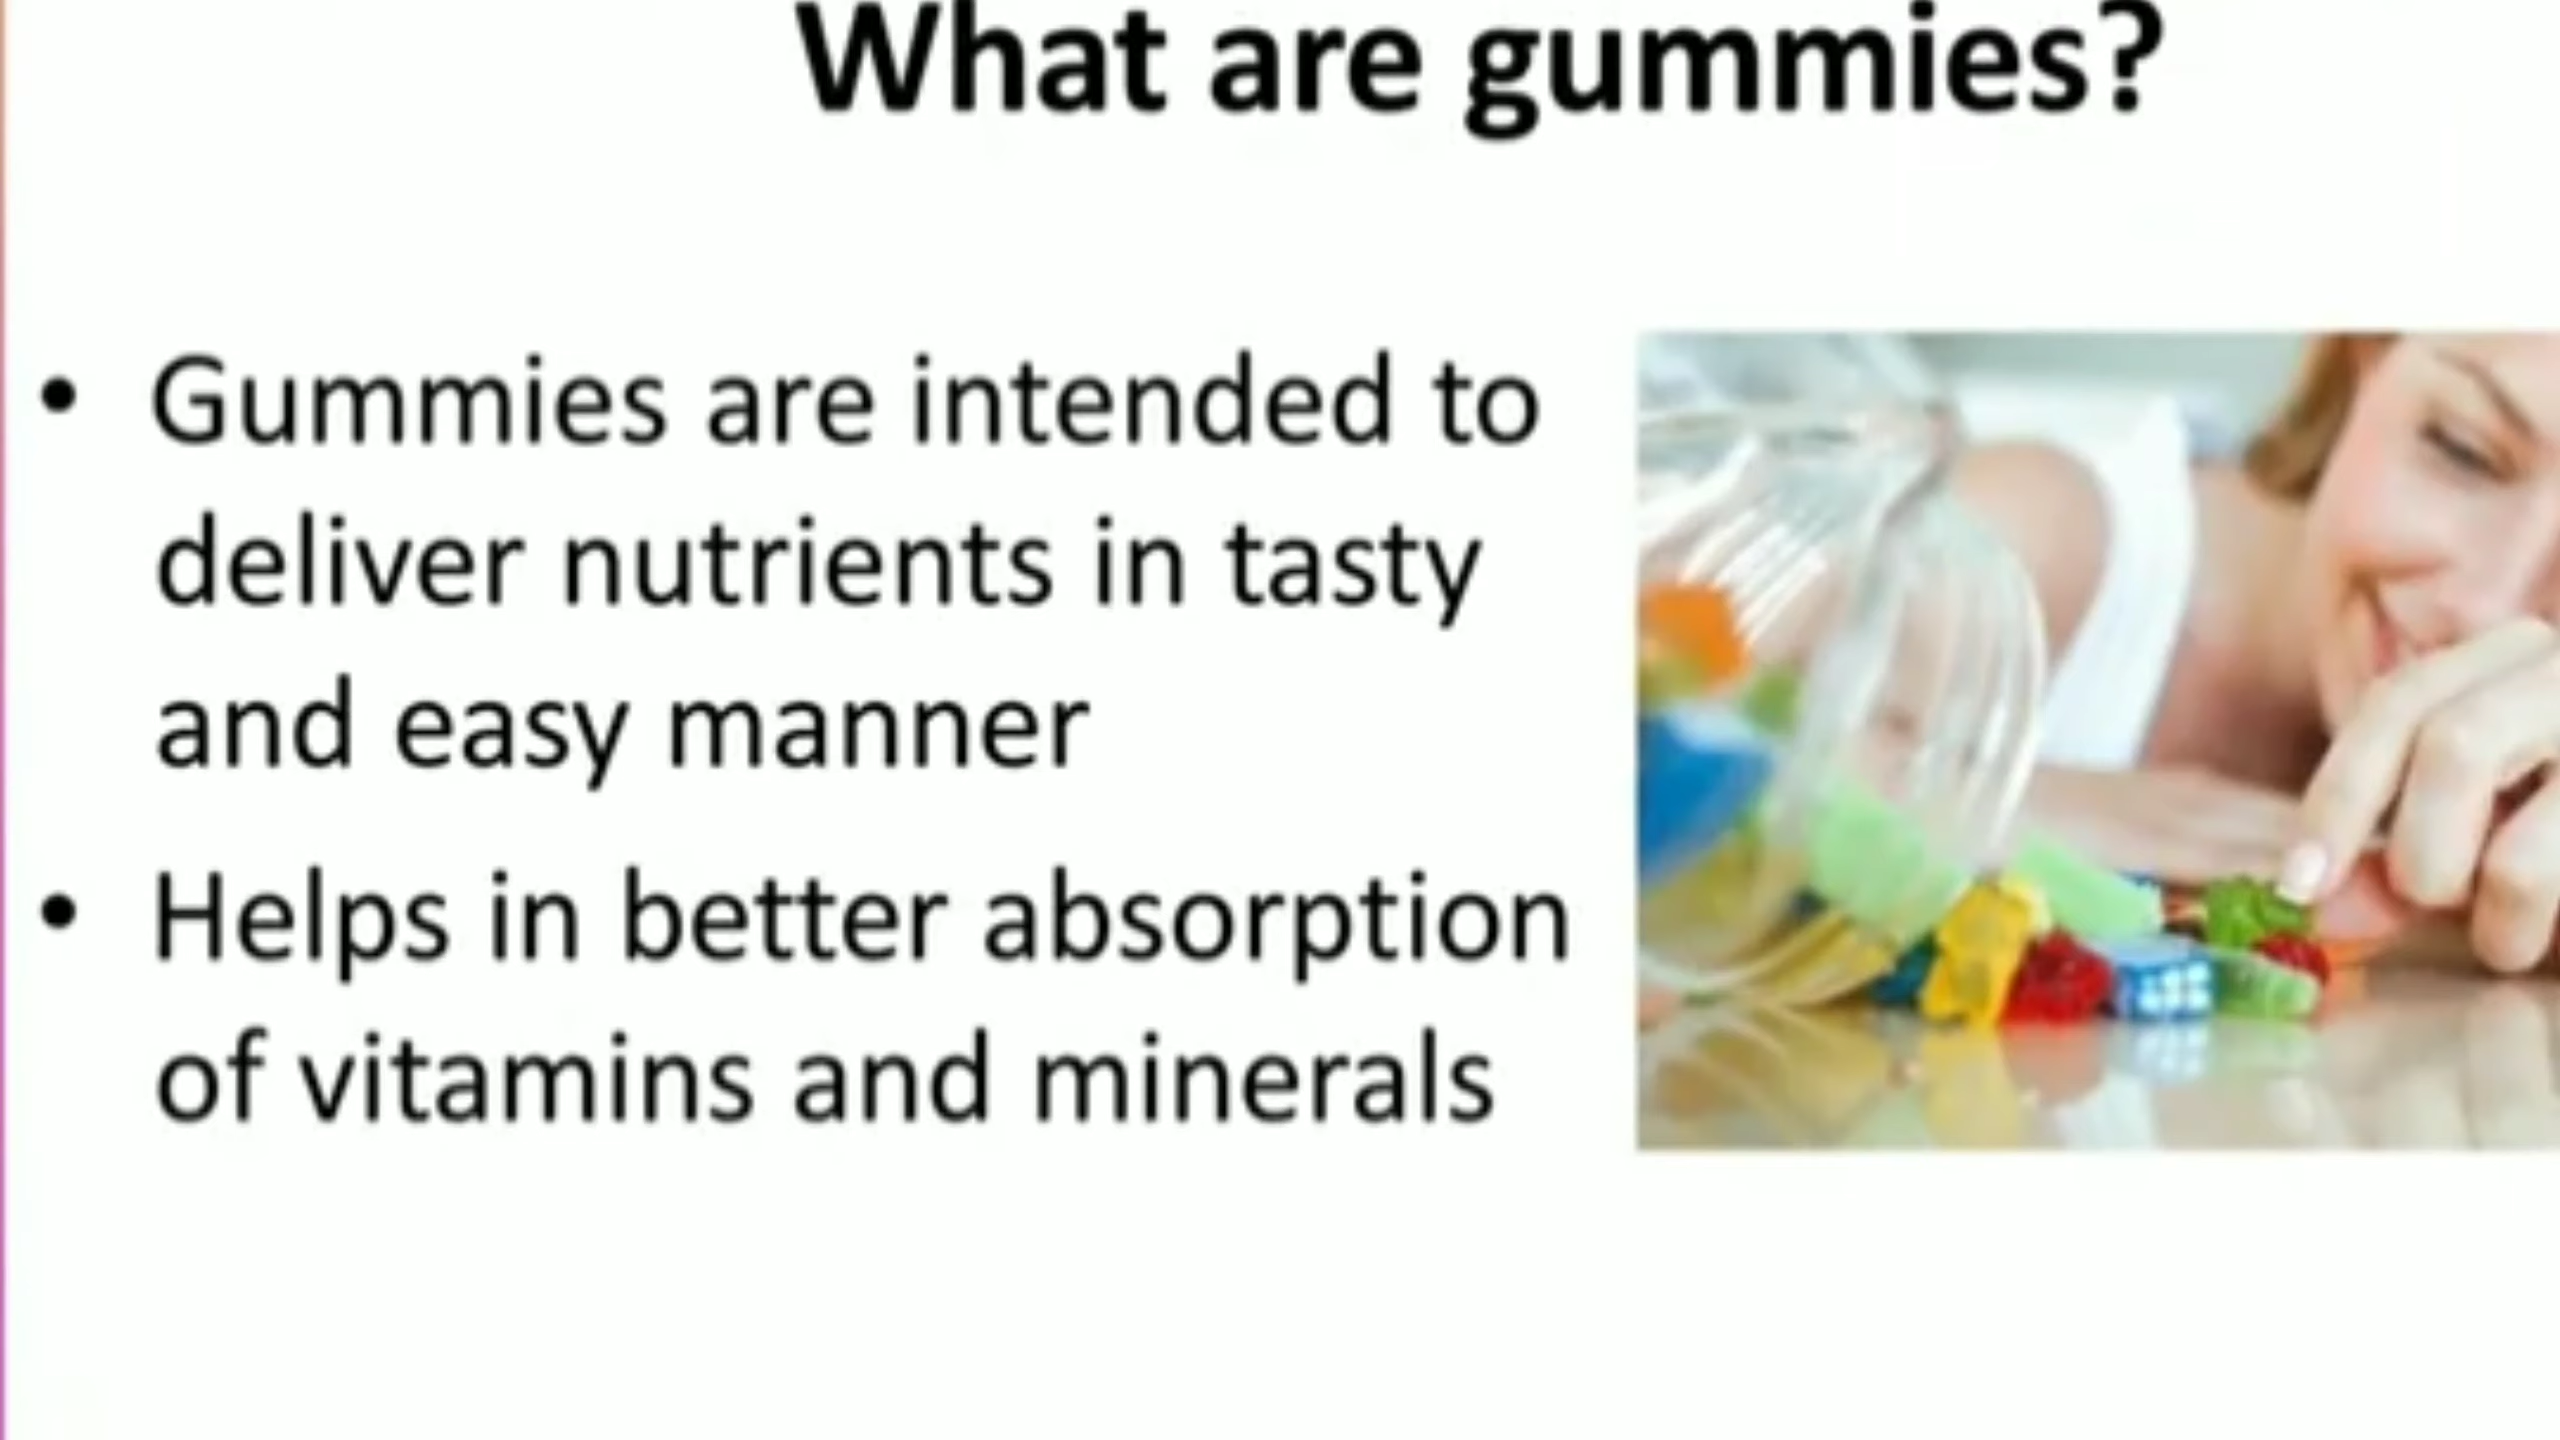 What are gummies?
• Gummies are intended to
deliver nutrients in tasty
and easy manner
• Helps in better absorption
of vitamins and minerals